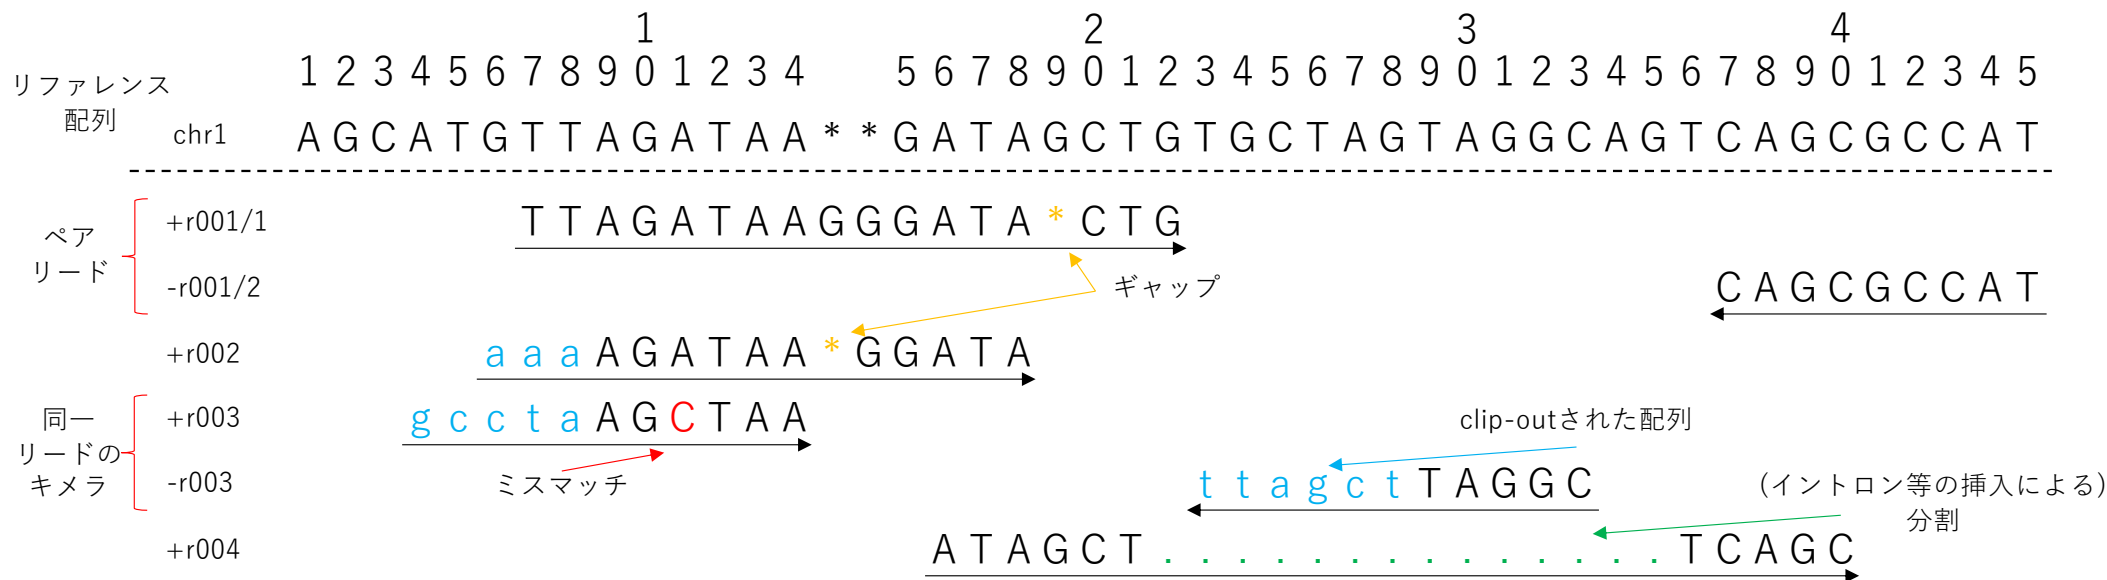 1 2 3 4
1 2 3 4 5 6 7 8 9 0 1 2 3 4 5 6 7 8 9 0 1 2 3 4 5 6 7 8 9 0 1 2 3 4 5 6 7 8 9 0 1 2 3 4 5
リファレンス
配列
chr1 A G C A T G T T A G A T A A * * G A T A G C T G T G C T A G T A G G C A G T C A G C G C C A T
ペア
リード
+r001/1 T T A G A T A A G G G A T A * C T G
-r001/2 C A G C G C C A T
ギャップ
+r002 a a a A G A T A A * G G A T A
同一
リードの
キメラ
+r003 g c c t a A G C T A A
ミスマッチ
clip-outされた配列
-r003 t t a g c t T A G G C
(イントロン等の挿入による)
分割
+r004 A T A G C T . . . . . . . . . . . . . . T C A G C